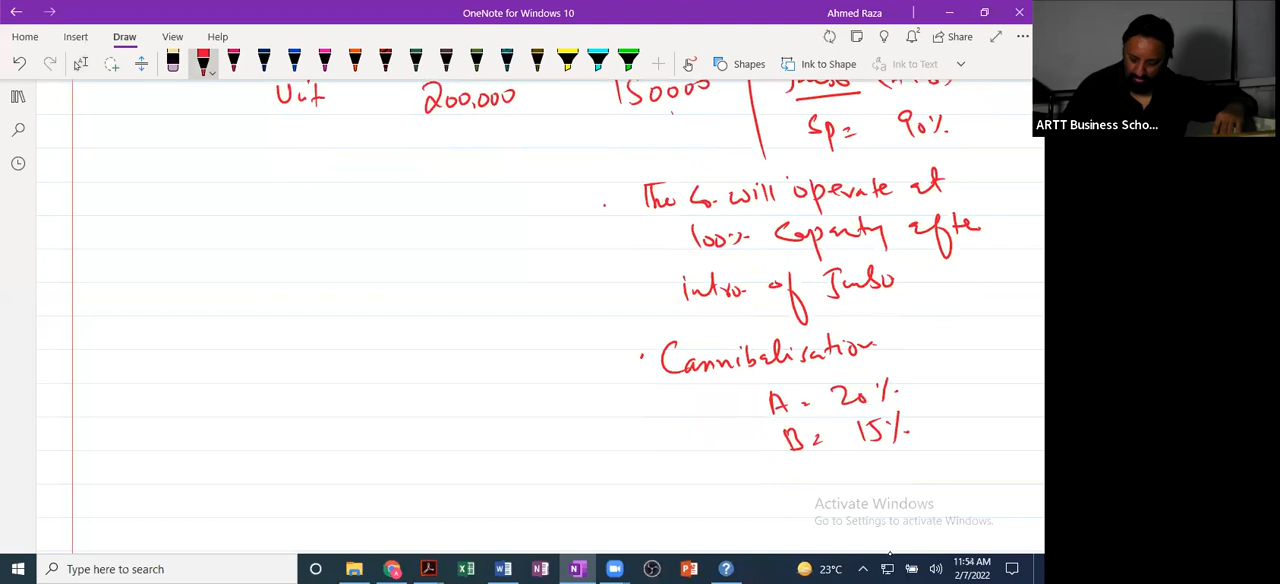 OneNote for Windows 10
Ahmed Raza
Home Insert Draw View Help
Share
Shapes Ink to Shape Ink to Text
Unit 200,000 150000
Sp = 90%
ARTT Business Scho...
The Co. will operate at
100% Capacity afte
intro. of Jumbo
Cannibalisation
A = 20%
B = 15%
Activate Windows
Go to Settings to activate Windows.
Type here to search
23°C
11:54 AM
2/7/2022